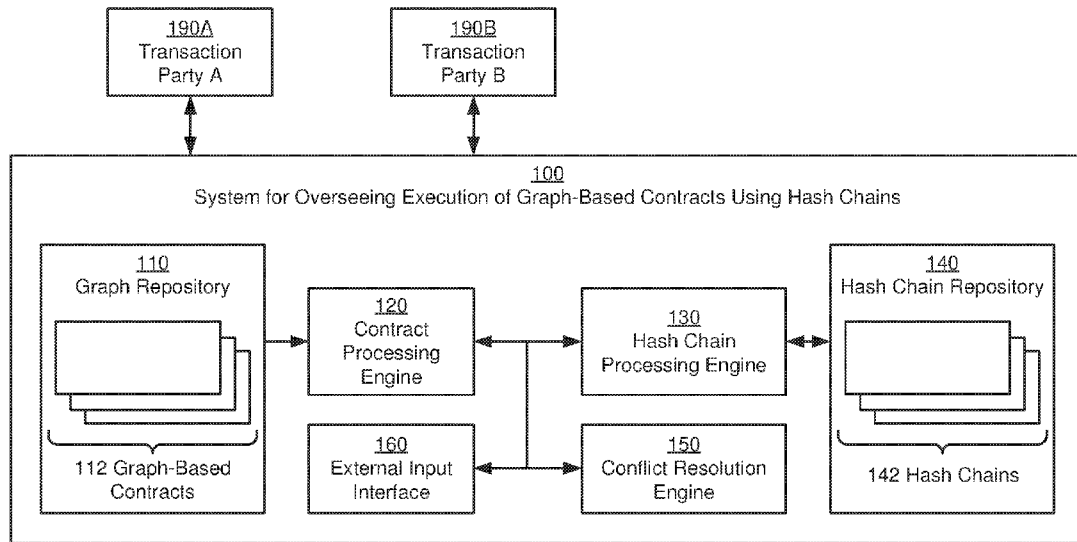 190A
Transaction
Party A
190B
Transaction
Party B
100
System for Overseeing Execution of Graph-Based Contracts Using Hash Chains
110
Graph Repository
112 Graph-Based
Contracts
120
Contract
Processing
Engine
130
Hash Chain
Processing Engine
140
Hash Chain Repository
142 Hash Chains
160
External Input
Interface
150
Conflict Resolution
Engine